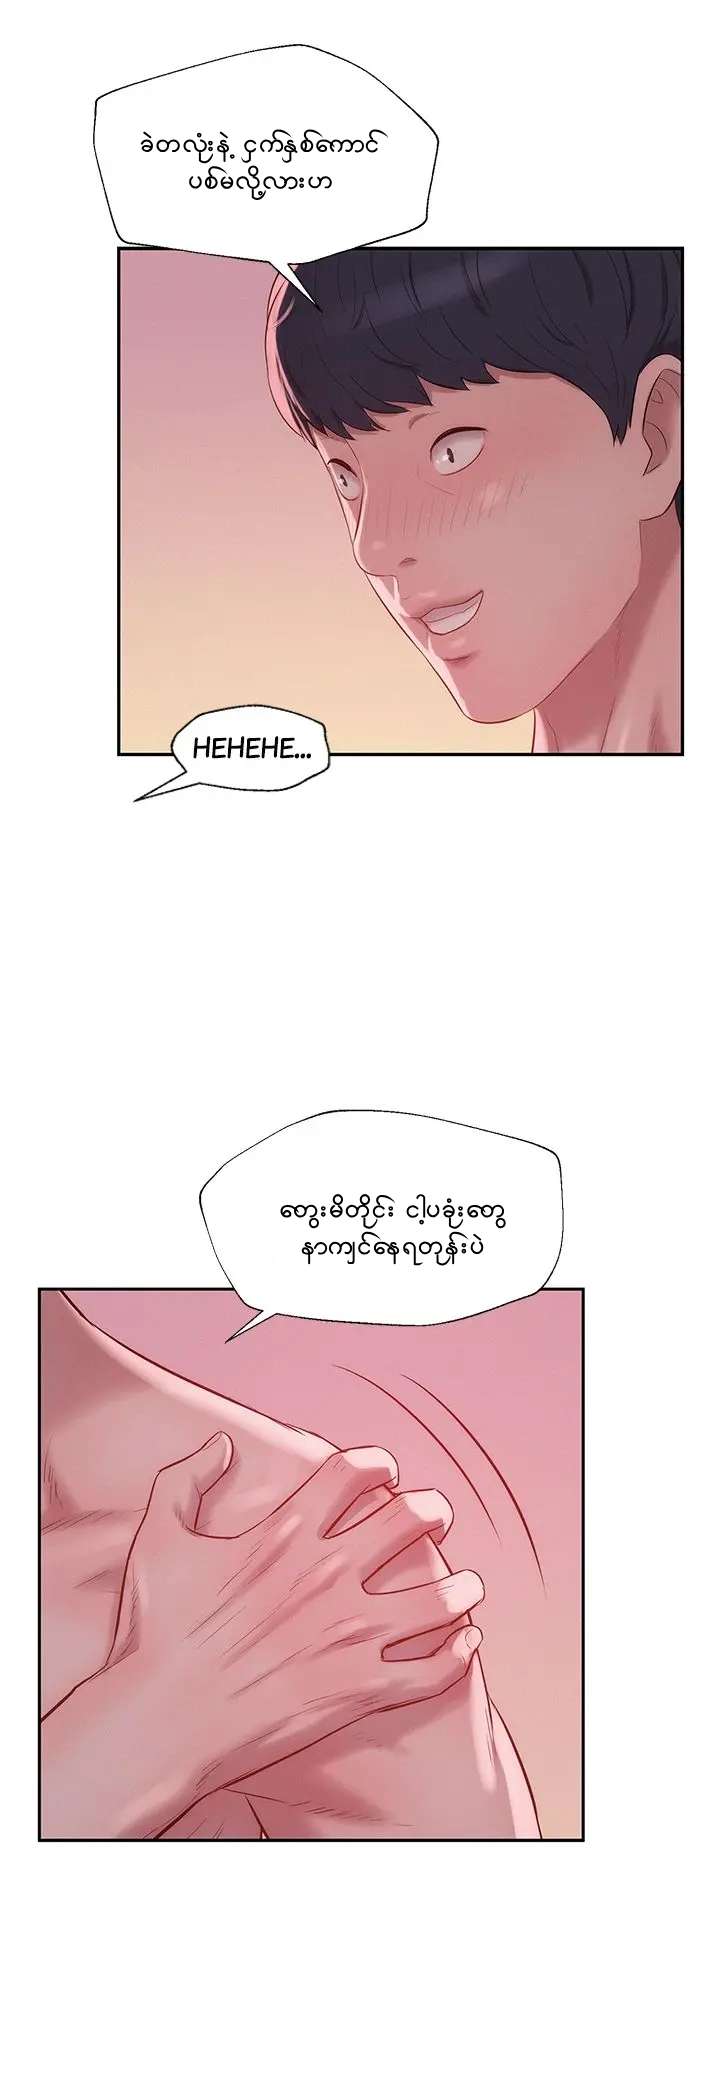 ခဲတလုံးနဲ့ ငှက်နှစ်ကောင်
ပစ်မလို့လားဟ
HEHEHE...
တွေးမိတိုင်း ငါ့ပခုံးတွေ
နာကျင်နေရတုန်းပဲ